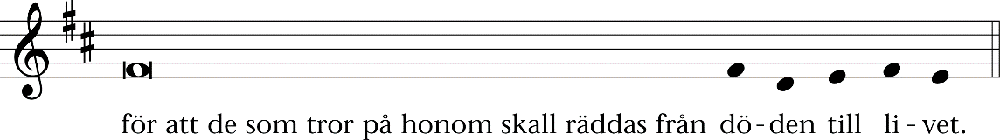 för att de som tror på honom skall räddas från dö - den till li - vet.